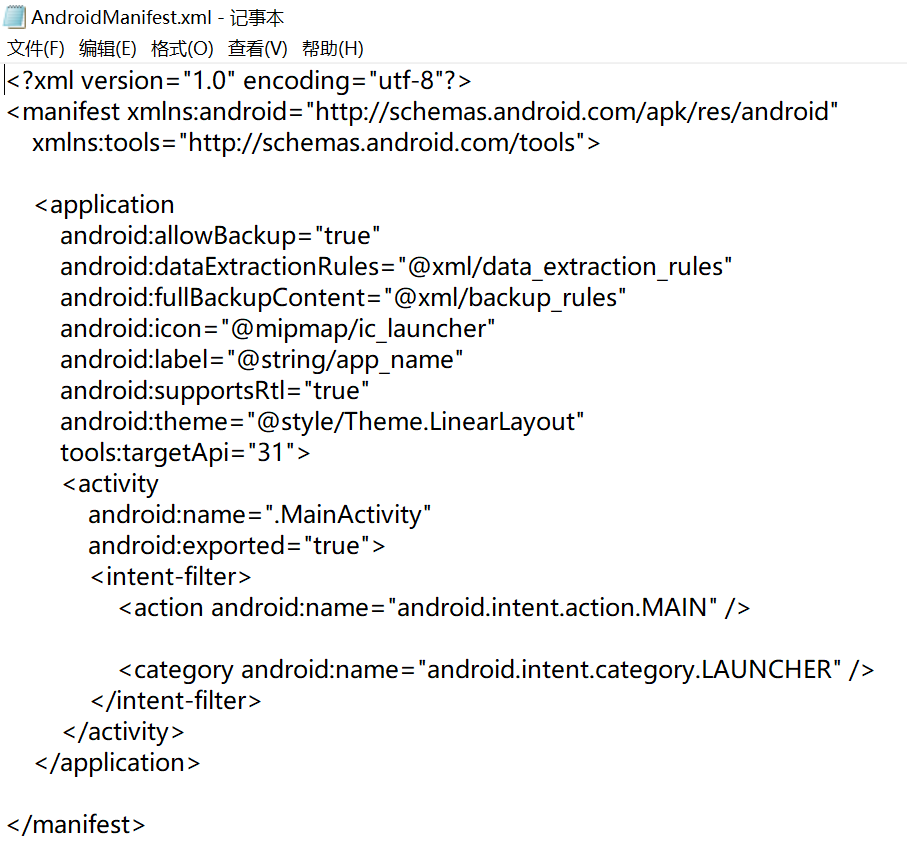 AndroidManifest.xml - 记事本
文件(F) 编辑(E) 格式(O) 查看(V) 帮助(H)
<?xml version="1.0" encoding="utf-8"?>
<manifest xmlns:android="http://schemas.android.com/apk/res/android"
    xmlns:tools="http://schemas.android.com/tools">

    <application
        android:allowBackup="true"
        android:dataExtractionRules="@xml/data_extraction_rules"
        android:fullBackupContent="@xml/backup_rules"
        android:icon="@mipmap/ic_launcher"
        android:label="@string/app_name"
        android:supportsRtl="true"
        android:theme="@style/Theme.LinearLayout"
        tools:targetApi="31">
        <activity
            android:name=".MainActivity"
            android:exported="true">
            <intent-filter>
                <action android:name="android.intent.action.MAIN" />

                <category android:name="android.intent.category.LAUNCHER" />
            </intent-filter>
        </activity>
    </application>

</manifest>